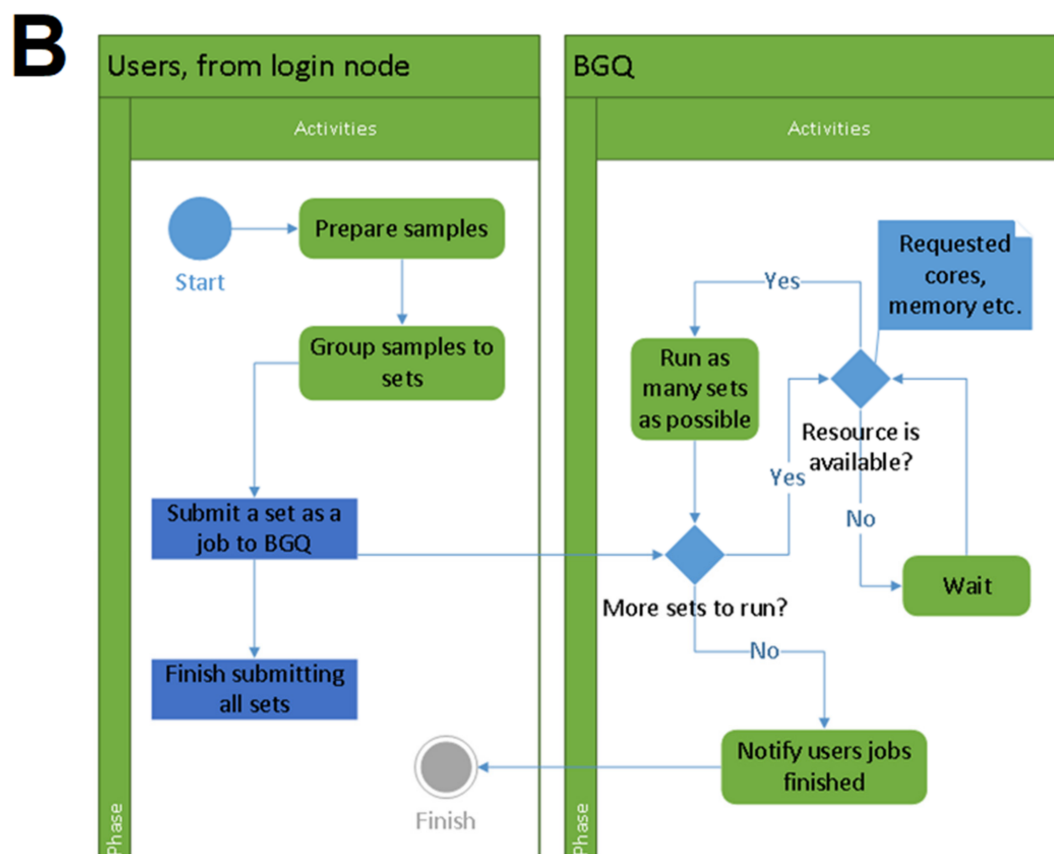 B
Users, from login node
BGQ
Activities
Activities
Start
Prepare samples
Group samples to
sets
Submit a set as a
job to BGQ
Finish submitting
all sets
Finish
Phase
Requested
cores,
memory etc.
Yes
Run as
many sets
as possible
Resource is
available?
Yes
No
Wait
More sets to run?
No
Notify users jobs
finished
Phase